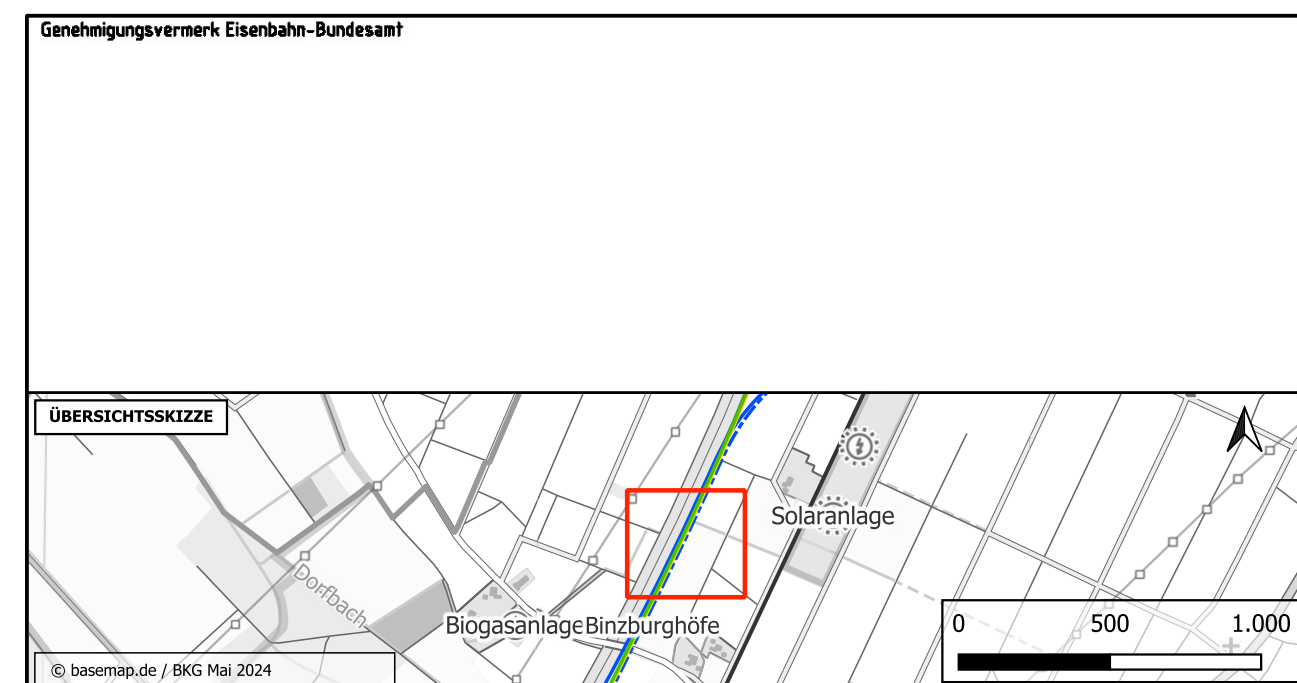 Genehmigungsvermerk Eisenbahn-Bundesamt
ÜBERSICHTSSKIZZE
Solaranlage
Dorfbach
Biogasanlage Binzburghöfe
0 500 1.000
© basemap.de / BKG Mai 2024